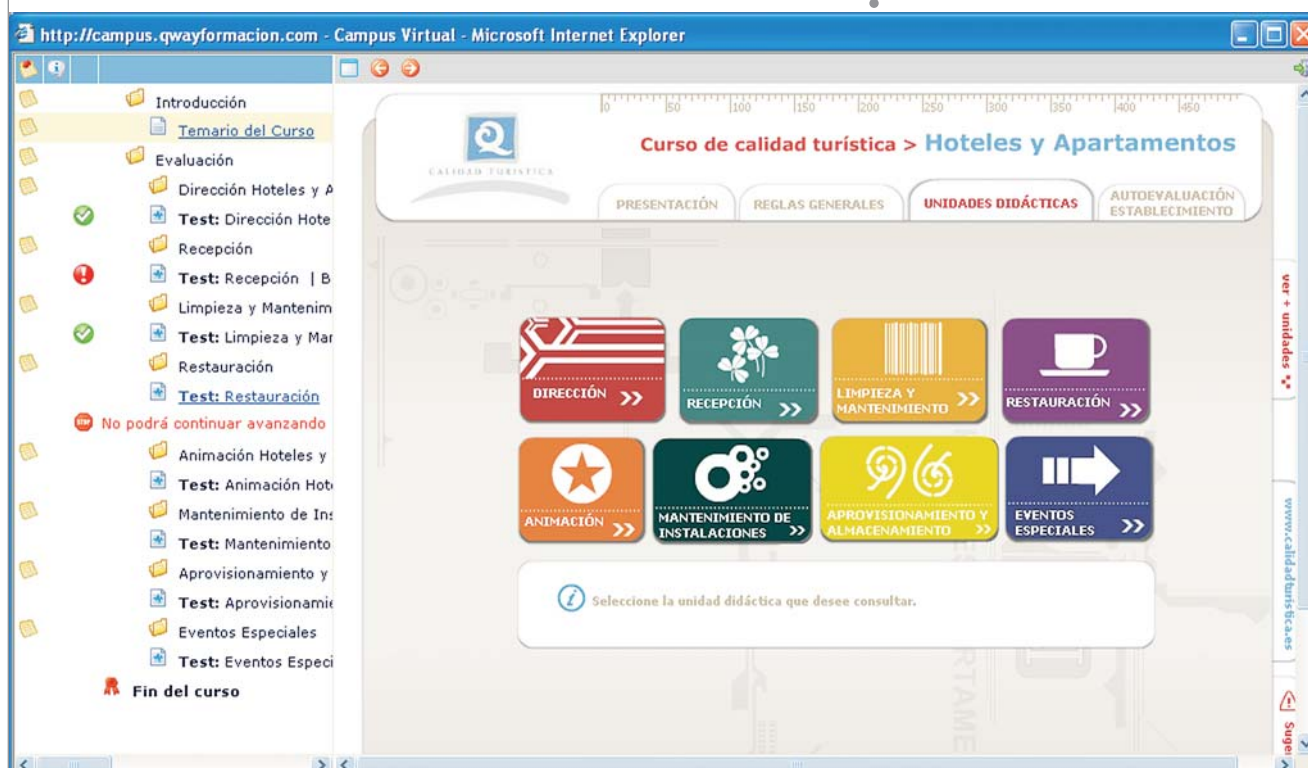 http://campus.qwayformacion.com - Campus Virtual - Microsoft Internet Explorer
Introducción
Temario del Curso
Evaluación
Dirección Hoteles y A
Test: Dirección Hote
Recepción
Test: Recepción | B
Limpieza y Mantenim
Test: Limpieza y Mar
Restauración
Test: Restauración
STOP No podrá continuar avanzando
Animación Hoteles y
Test: Animación Hot
Mantenimiento de Ins
Test: Mantenimiento
Aprovisionamiento y
Test: Aprovisionamie
Eventos Especiales
Test: Eventos Especi
Fin del curso
0 50 100 150 200 250 300 350 400 450
Q
CALIDAD TURISTICA
Curso de calidad turística > Hoteles y Apartamentos
PRESENTACIÓN
REGLAS GENERALES
UNIDADES DIDÁCTICAS
AUTOEVALUACIÓN
ESTABLECIMIENTO
DIRECCIÓN >>
RECEPCIÓN >>
LIMPIEZA Y
MANTENIMIENTO >>
RESTAURACIÓN >>
ANIMACIÓN >>
MANTENIMIENTO DE
INSTALACIONES >>
APROVISIONAMIENTO Y
ALMACENAMIENTO >>
EVENTOS
ESPECIALES >>
Seleccione la unidad didáctica que desee consultar.
ver + unidades
www.calidadturistica.es
Suger